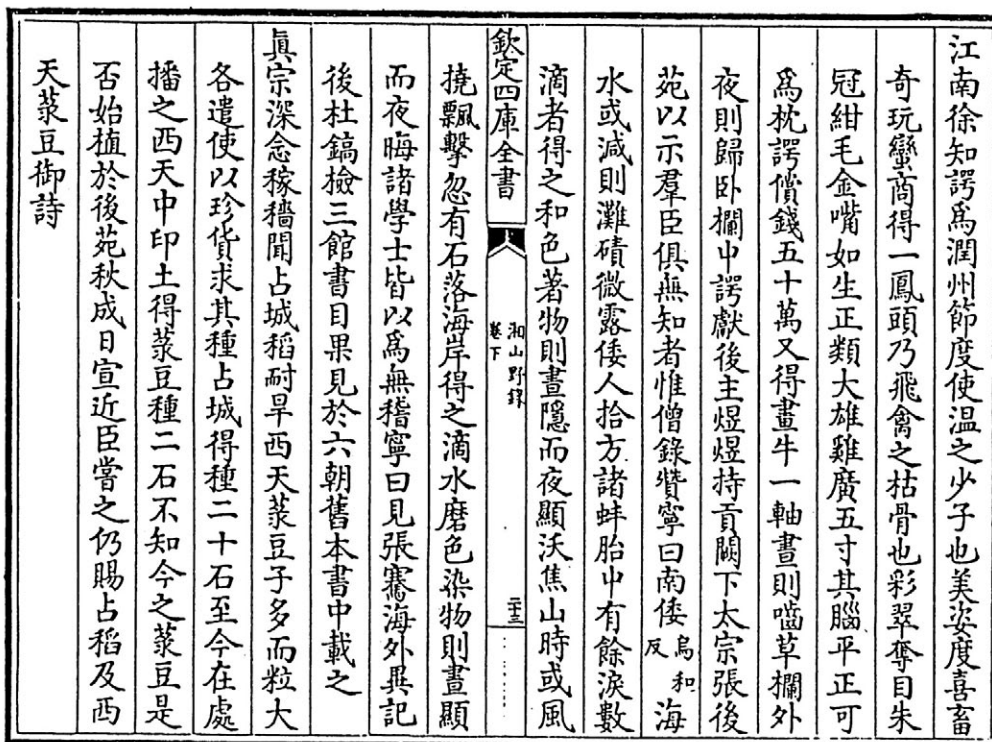 江南徐知諤爲潤州節度使温之少子也美姿度喜畜
奇玩蠻商得一鳳頭乃飛禽之枯骨也彩翠奪目朱
冠紺毛金嘴如生正類大雄雞廣五寸其腦平正可
爲枕諤償錢五十萬又得畫牛一軸晝則嚙草欄外
夜則歸卧欄中諤獻後主煜煜持貢闕下太宗張後
苑以示羣臣俱無知者惟僧錄贊寧曰南倭烏和反海
水或減則灘磧微露倭人拾方諸蚌胎中有餘淚數
滴者得之和色著物則晝隱而夜顯沃焦山時或風
欽定四庫全書
湘山野録
卷下
二十三
撓飄擊忽有石落海岸得之滴水磨色染物則晝顯
而夜晦諸學士皆以爲無稽寧曰見張騫海外異記
後杜鎬檢三館書目果見於六朝舊本書中載之
真宗深念稼穡聞占城稻耐旱西天菉豆子多而粒大
各遣使以珍貨求其種占城得種二十石至今在處
播之西天中印土得菉豆種二石不知今之菉豆是
否始植於後苑秋成日宣近臣嘗之仍賜占稻及西
天菉豆御詩